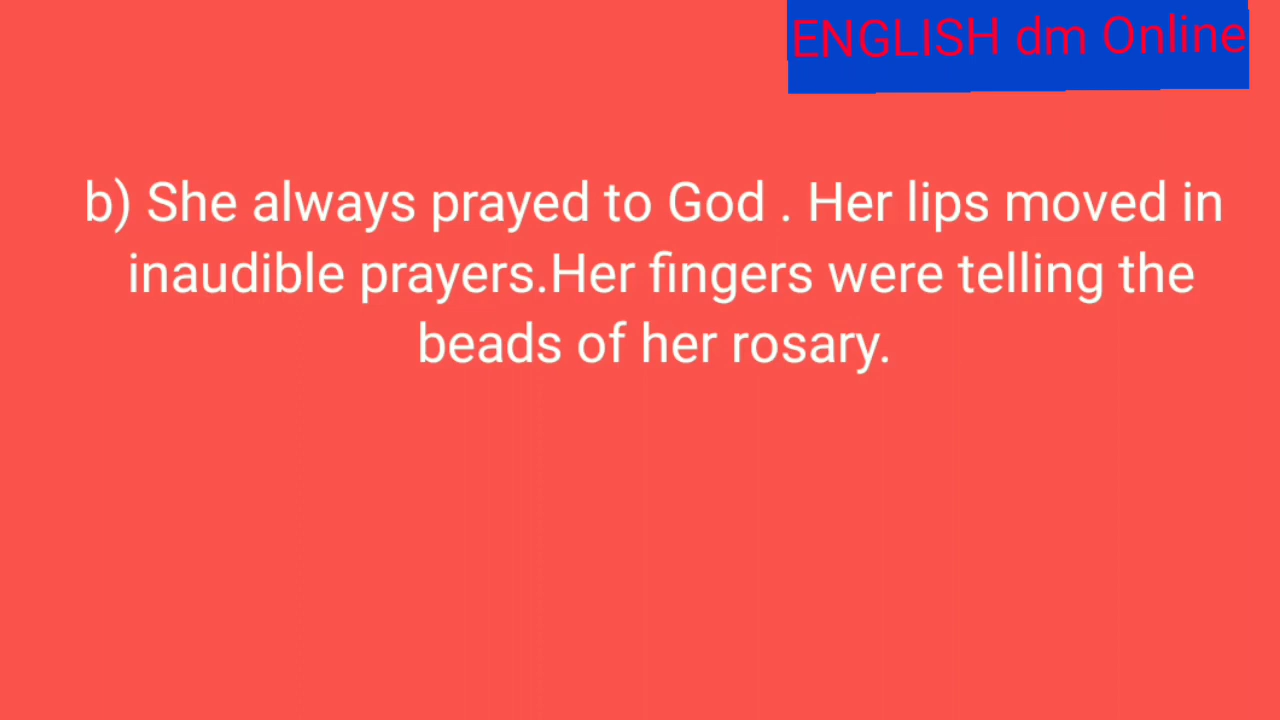 ENGLISH dm Online
b) She always prayed to God . Her lips moved in
inaudible prayers.Her fingers were telling the
beads of her rosary.